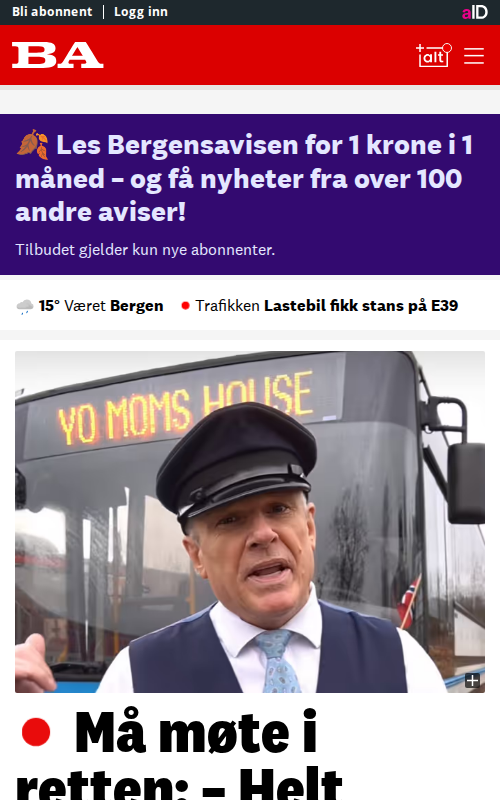 Bli abonnent | Logg inn
aID
BA
alt
Les Bergensavisen for 1 krone i 1
måned – og få nyheter fra over 100
andre aviser!
Tilbudet gjelder kun nye abonnenter.
15° Været Bergen
Trafikken Lastebil fikk stans på E39
YO MOMS HOUSE
Må møte i
retten: – Helt